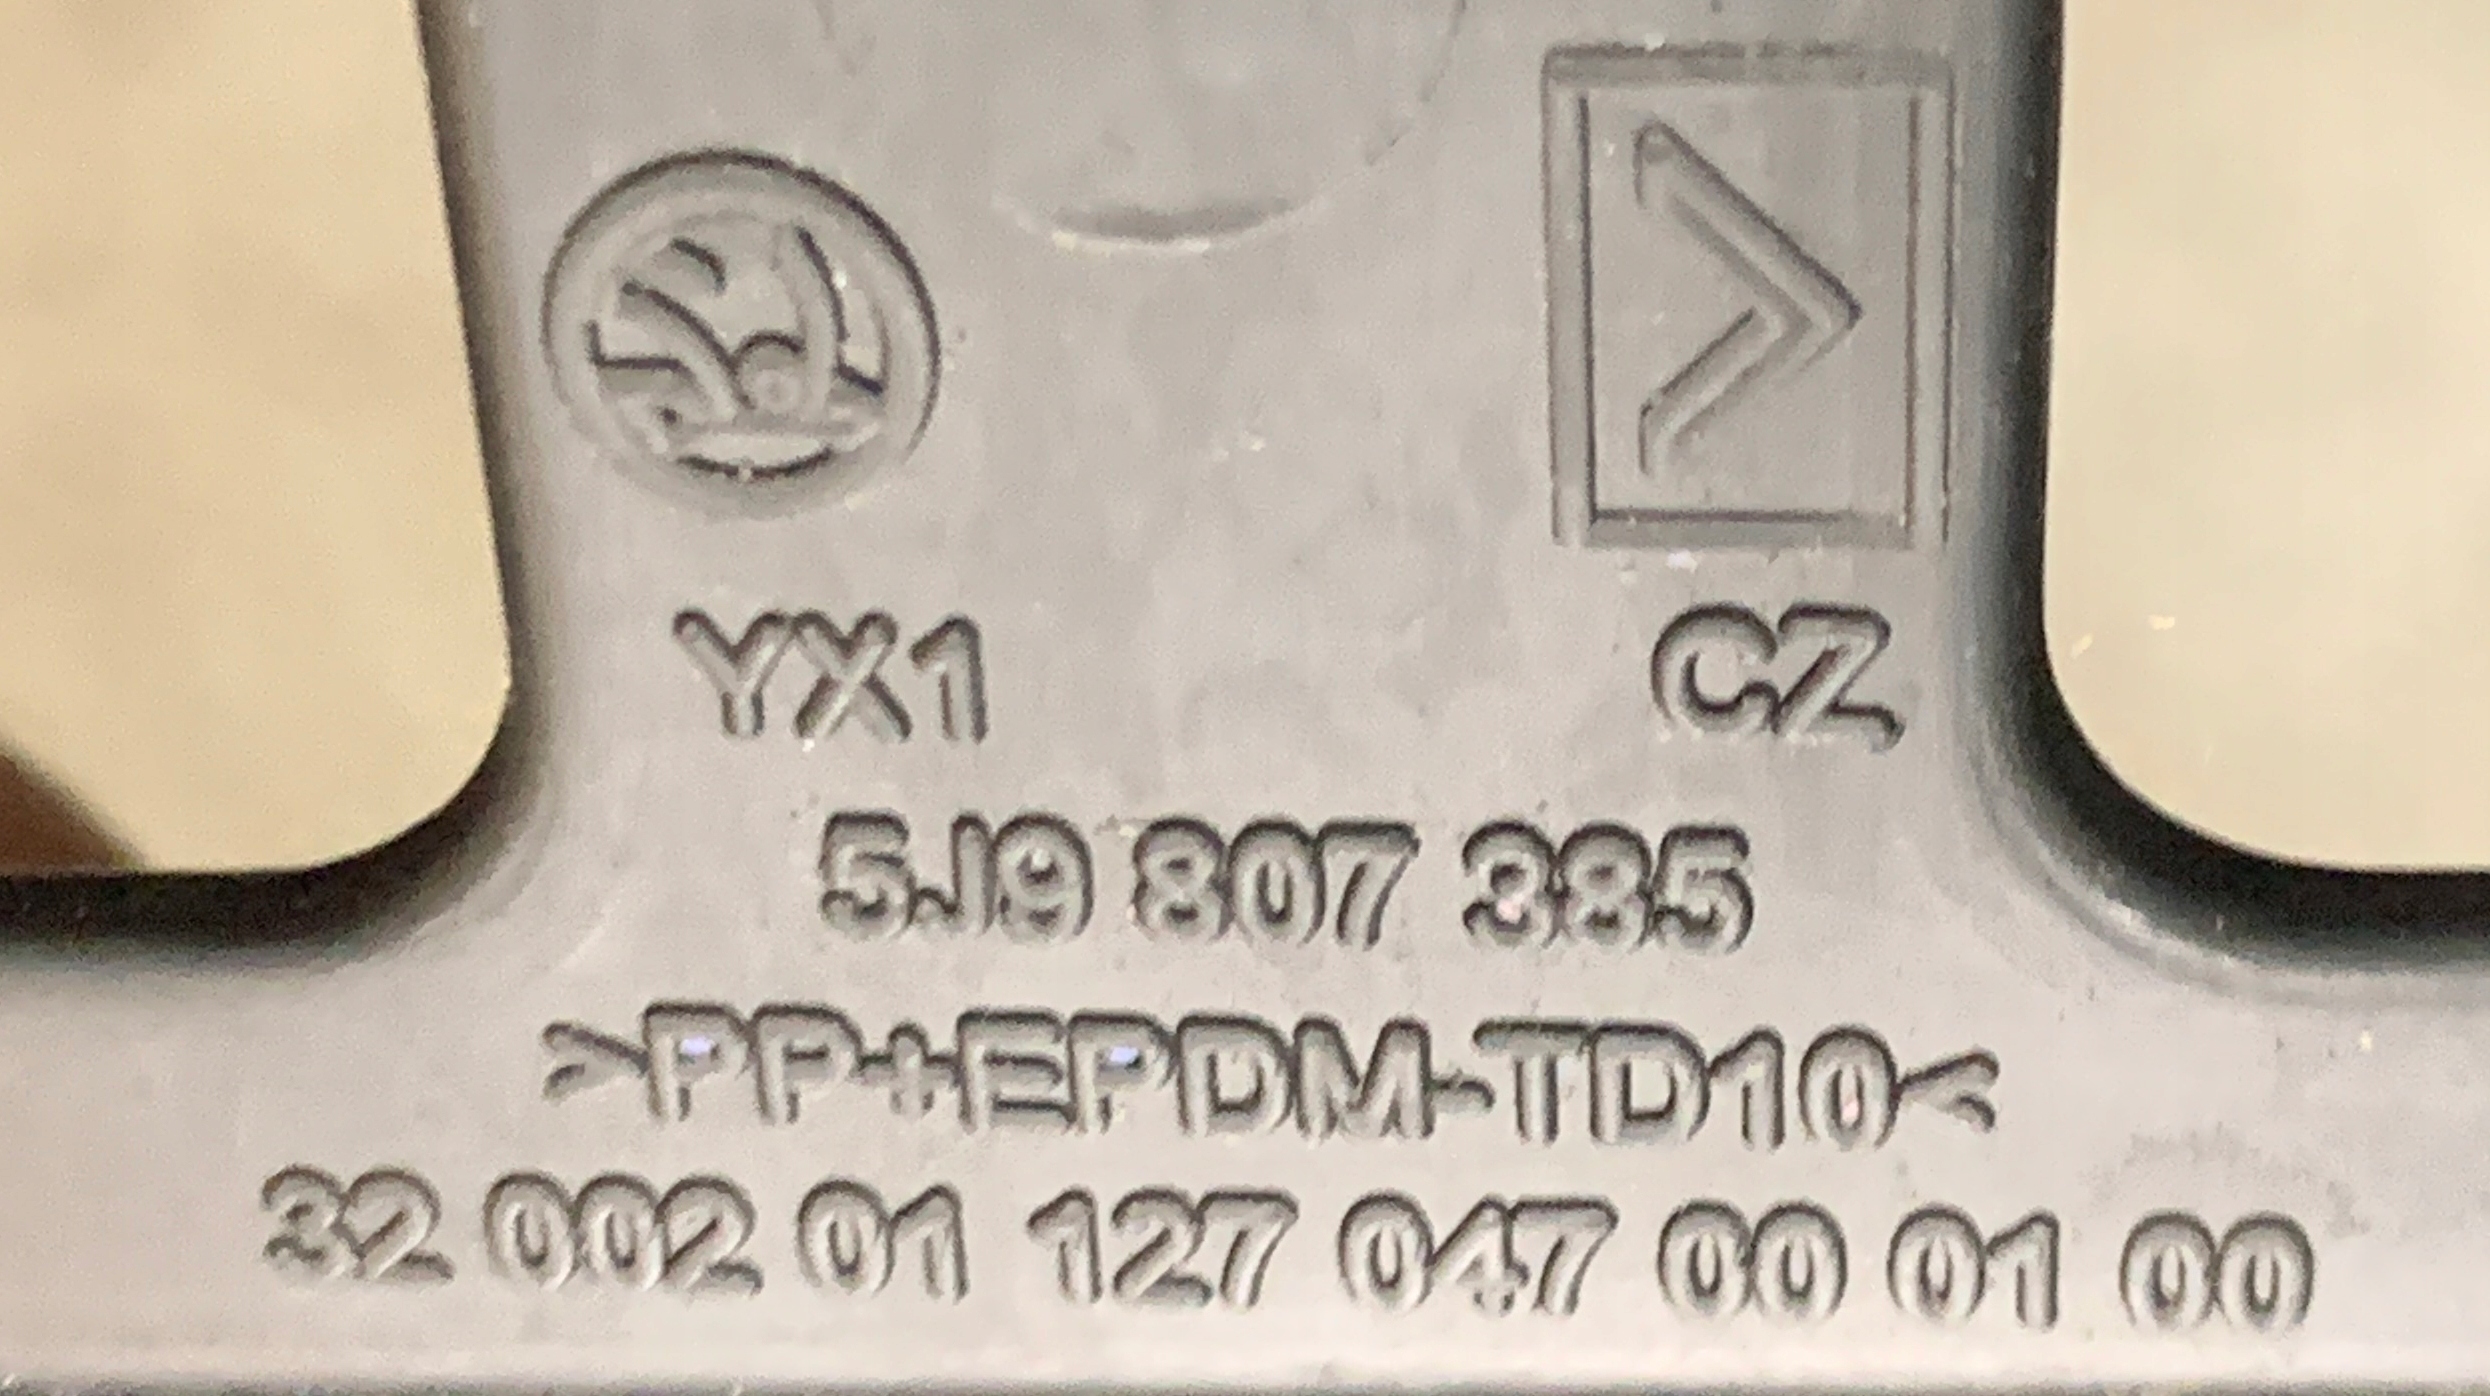 YX1 CZ
5J9 807 385
>PP+EPDM-TD10<
32 002 01 127 047 00 01 00